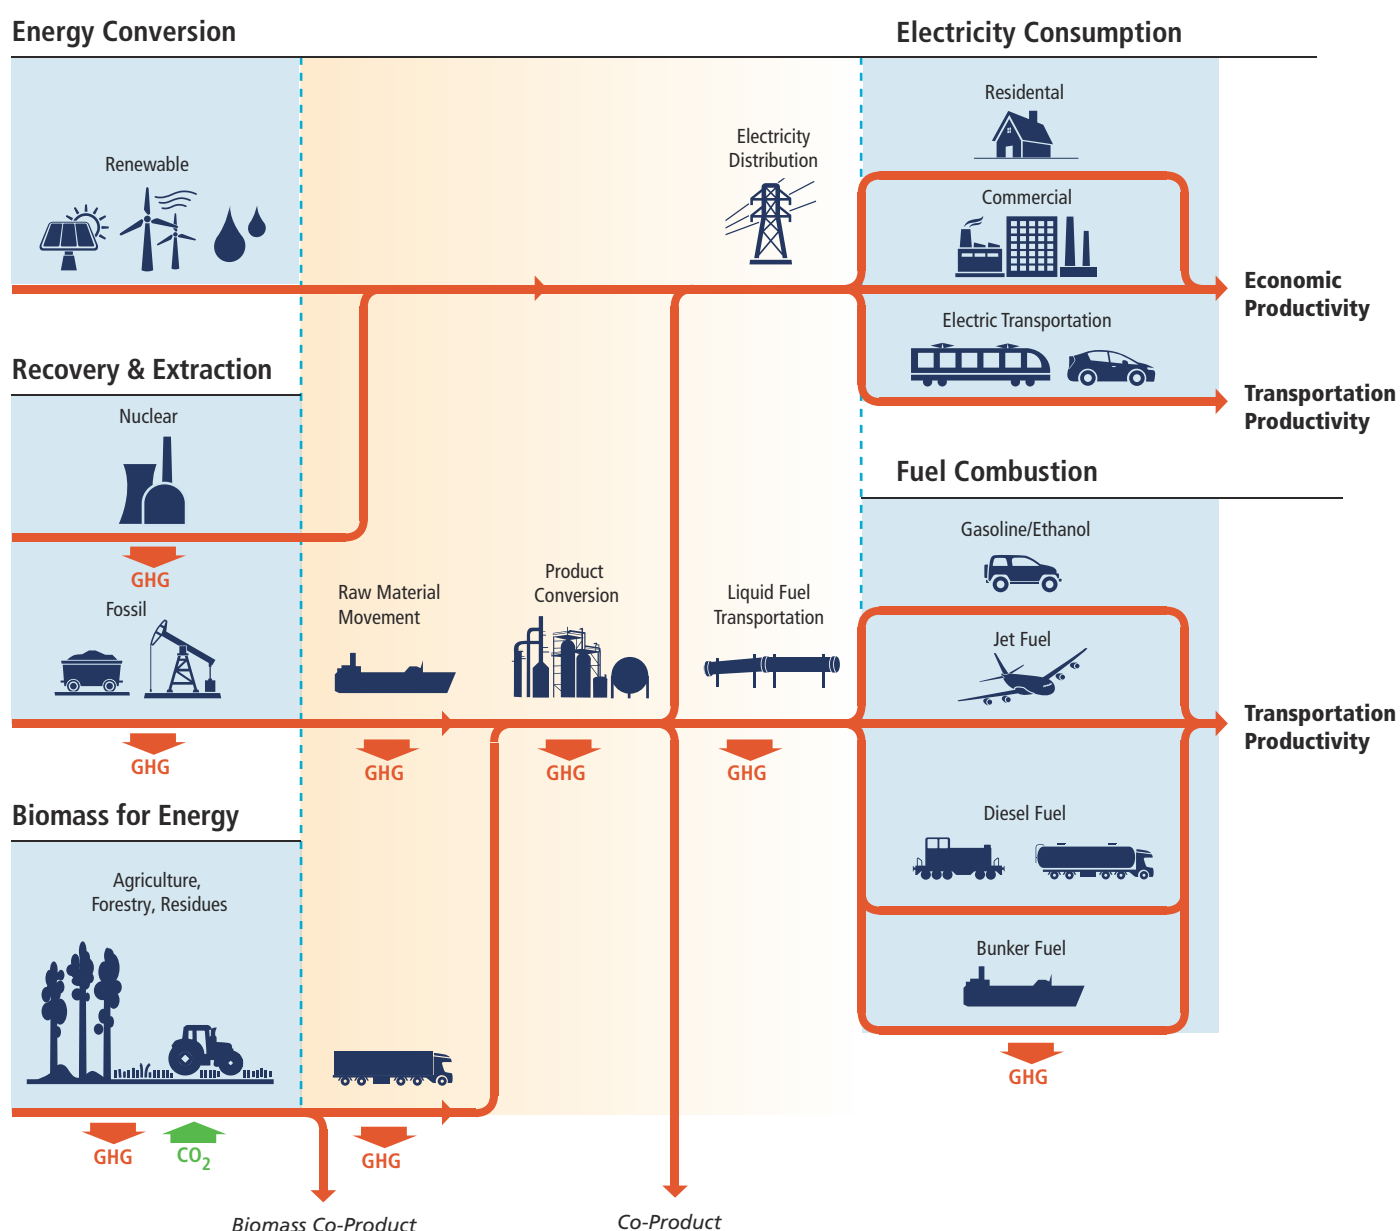 Energy Conversion
Electricity Consumption
Residental
Electricity
Distribution
Renewable
Commercial
Economic
Productivity
Electric Transportation
Recovery & Extraction
Transportation
Productivity
Nuclear
Fuel Combustion
Gasoline/Ethanol
GHG
Fossil
Raw Material
Movement
Product
Conversion
Liquid Fuel
Transportation
Jet Fuel
Transportation
Productivity
GHG
GHG
GHG
GHG
Biomass for Energy
Diesel Fuel
Agriculture,
Forestry, Residues
Bunker Fuel
GHG
GHG
CO2
GHG
Biomass Co-Product
Co-Product